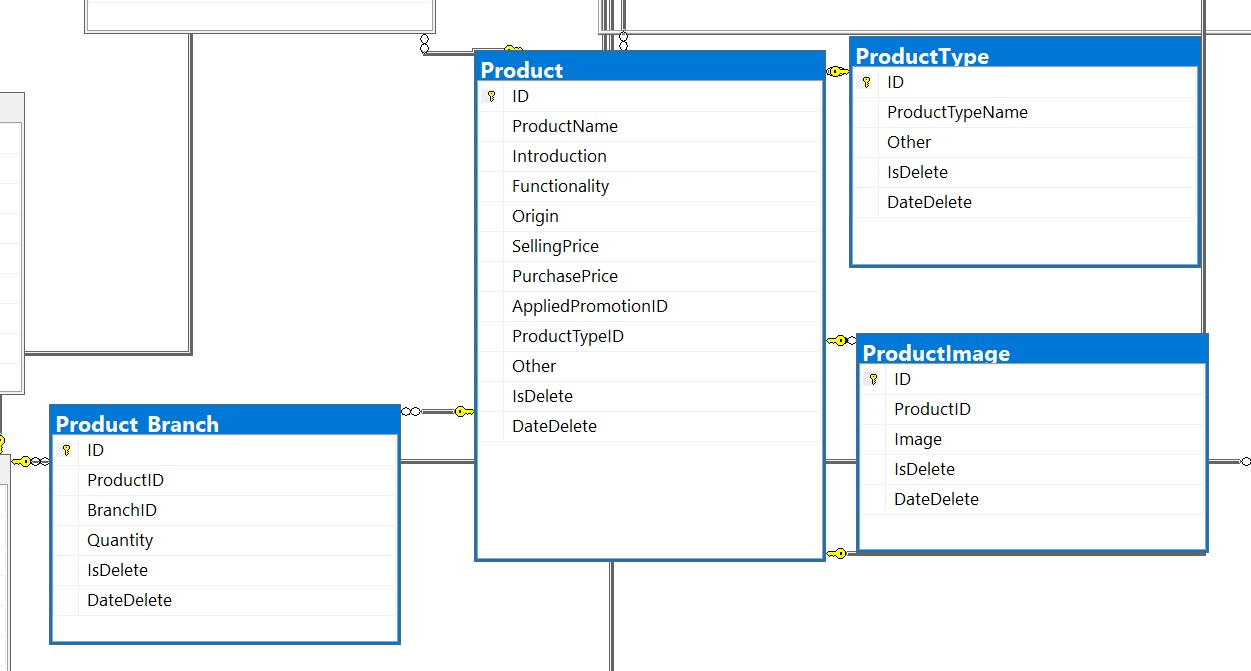 Product
ID
ProductName
Introduction
Functionality
Origin
SellingPrice
PurchasePrice
AppliedPromotionID
ProductTypeID
Other
IsDelete
DateDelete
ProductType
ID
ProductTypeName
Other
IsDelete
DateDelete
ProductImage
ID
ProductID
Image
IsDelete
DateDelete
Product_Branch
ID
ProductID
BranchID
Quantity
IsDelete
DateDelete